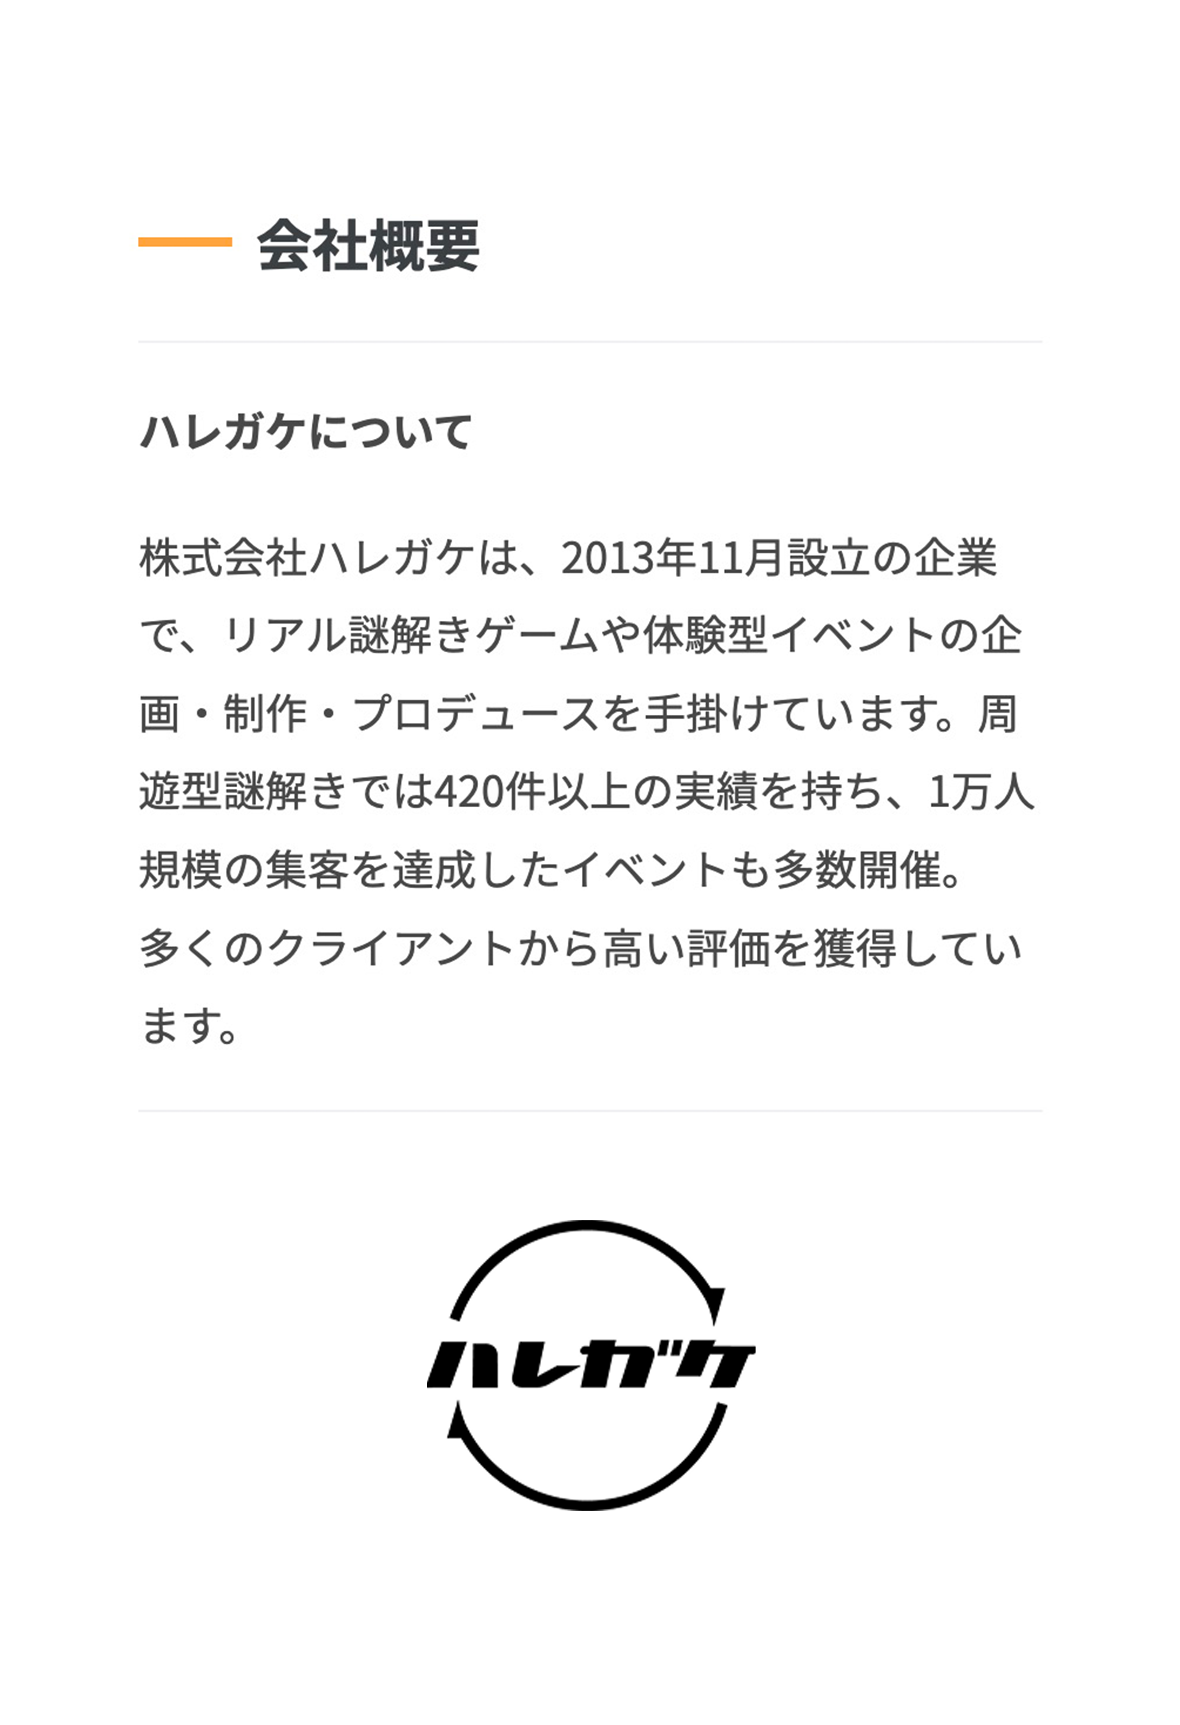 会社概要
ハレガケについて
株式会社ハレガケは、2013年11月設立の企業
で、リアル謎解きゲームや体験型イベントの企
画・制作・プロデュースを手掛けています。周
遊型謎解きでは420件以上の実績を持ち、1万人
規模の集客を達成したイベントも多数開催。
多くのクライアントから高い評価を獲得してい
ます。
ハレガケ